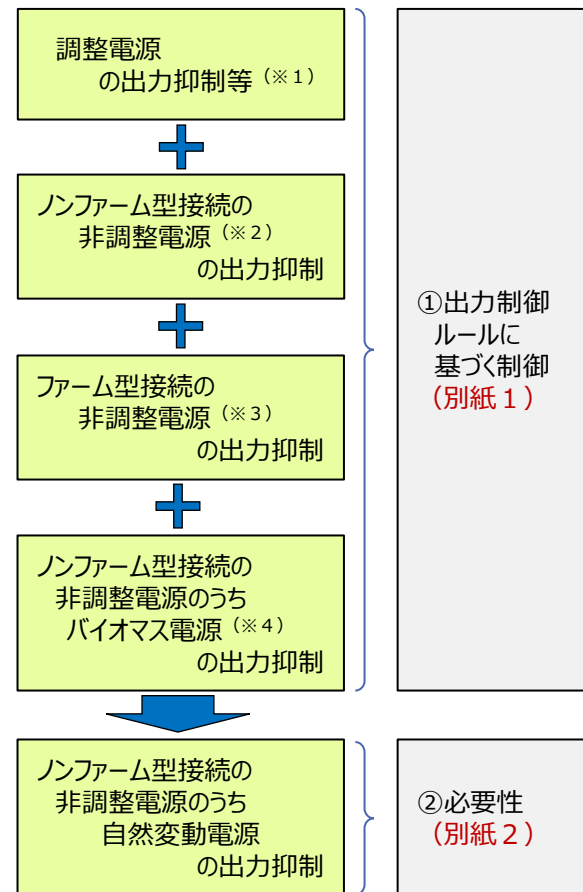 調整電源
の出力抑制等（※１）
ノンファーム型接続の
非調整電源（※２）
の出力抑制
ファーム型接続の
非調整電源（※３）
の出力抑制
ノンファーム型接続の
非調整電源のうち
バイオマス電源（※４）
の出力抑制
①出力制御
ルールに
基づく制御
（別紙１）
ノンファーム型接続の
非調整電源のうち
自然変動電源
の出力抑制
②必要性
（別紙２）